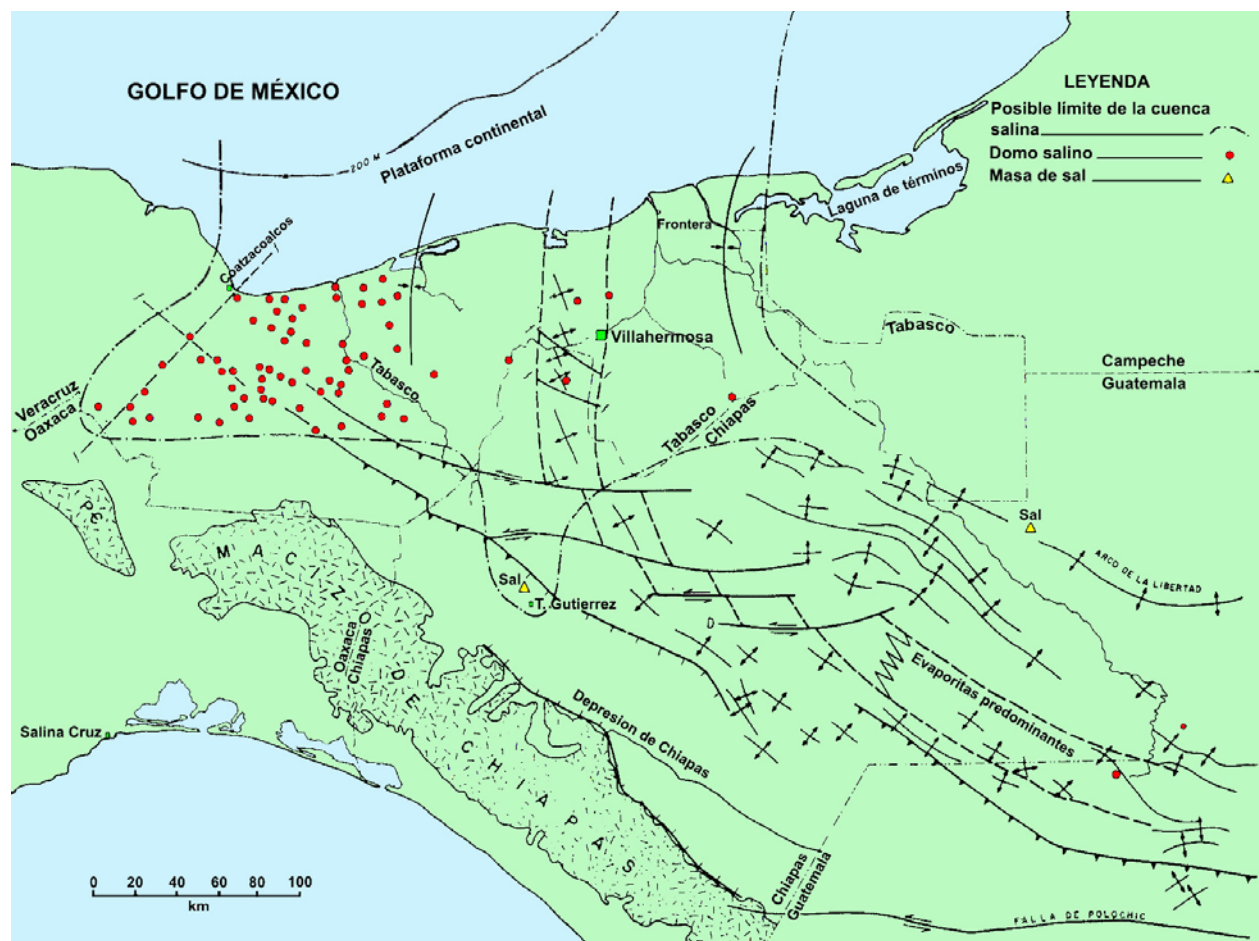 GOLFO DE MÉXICO
LEYENDA
Posible límite de la cuenca
salina
Domo salino
Masa de sal
200 M
Plataforma continental
Laguna de términos
Frontera
Coatzacoalcos
Villahermosa
Tabasco
Campeche
Guatemala
Tabasco
Veracruz
Oaxaca
Tabasco
Chiapas
PЄ
Sal
ARCO DE LA LIBERTAD
MACIZO DE CHIAPAS
Sal
T. Gutierrez
D
Oaxaca
Chiapas
Evaporitas predominantes
Depresion de Chiapas
Salina Cruz
0 20 40 60 80 100
km
Chiapas
Guatemala
FALLA DE POLOCHIC